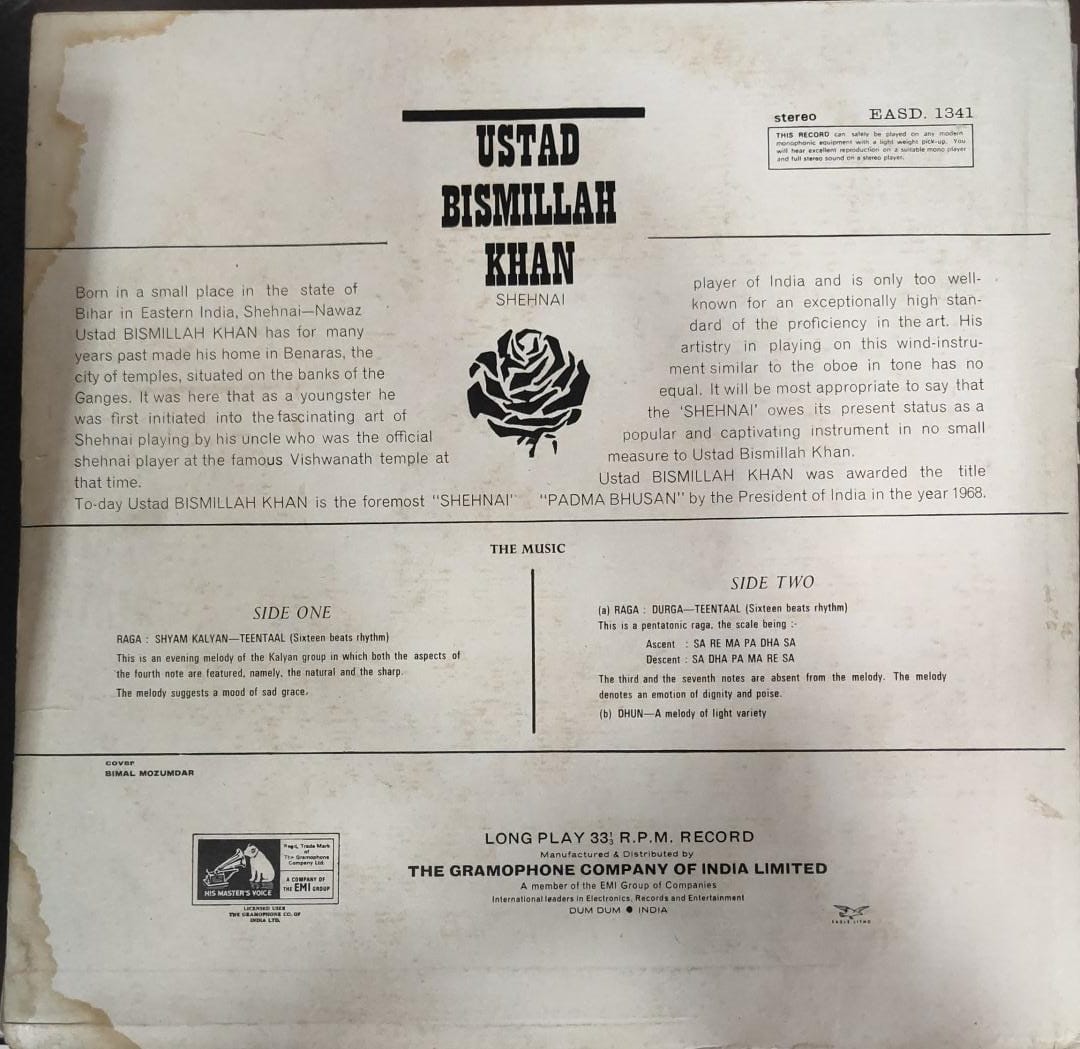 stereo EASD. 1341
THIS RECORD can safely be played on any modern
monophonic equipment with a light weight pick-up. You
will hear excellent reproduction on a suitable mono player
and full stereo sound on a stereo player.
USTAD
BISMILLAH
KHAN
SHEHNAI
Born in a small place in the state of
Bihar in Eastern India, Shehnai—Nawaz
Ustad BISMILLAH KHAN has for many
years past made his home in Benaras, the
city of temples, situated on the banks of the
Ganges. It was here that as a youngster he
was first initiated into the fascinating art of
Shehnai playing by his uncle who was the official
shehnai player at the famous Vishwanath temple at
that time.
To-day Ustad BISMILLAH KHAN is the foremost "SHEHNAI"
player of India and is only too well-
known for an exceptionally high stan-
dard of the proficiency in the art. His
artistry in playing on this wind-instru-
ment similar to the oboe in tone has no
equal. It will be most appropriate to say that
the 'SHEHNAI' owes its present status as a
popular and captivating instrument in no small
measure to Ustad Bismillah Khan.
Ustad BISMILLAH KHAN was awarded the title
"PADMA BHUSAN" by the President of India in the year 1968.
THE MUSIC
SIDE ONE
RAGA : SHYAM KALYAN—TEENTAAL (Sixteen beats rhythm)
This is an evening melody of the Kalyan group in which both the aspects of
the fourth note are featured, namely, the natural and the sharp.
The melody suggests a mood of sad grace.
SIDE TWO
(a) RAGA : DURGA—TEENTAAL (Sixteen beats rhythm)
This is a pentatonic raga, the scale being :-
Ascent : SA RE MA PA DHA SA
Descent : SA DHA PA MA RE SA
The third and the seventh notes are absent from the melody. The melody
denotes an emotion of dignity and poise.
(b) DHUN—A melody of light variety
cover
BIMAL MOZUMDAR
HIS MASTER'S VOICE
Regd. Trade Mark
of
The Gramophone
Company Ltd.
A COMPANY OF
THE EMI GROUP
LICENSED USER
THE GRAMOPHONE CO. OF
INDIA LTD.
LONG PLAY 33⅓ R.P.M. RECORD
Manufactured & Distributed by
THE GRAMOPHONE COMPANY OF INDIA LIMITED
A member of the EMI Group of Companies
International leaders in Electronics, Records and Entertainment
DUM DUM ● INDIA
EAGLE LITHO